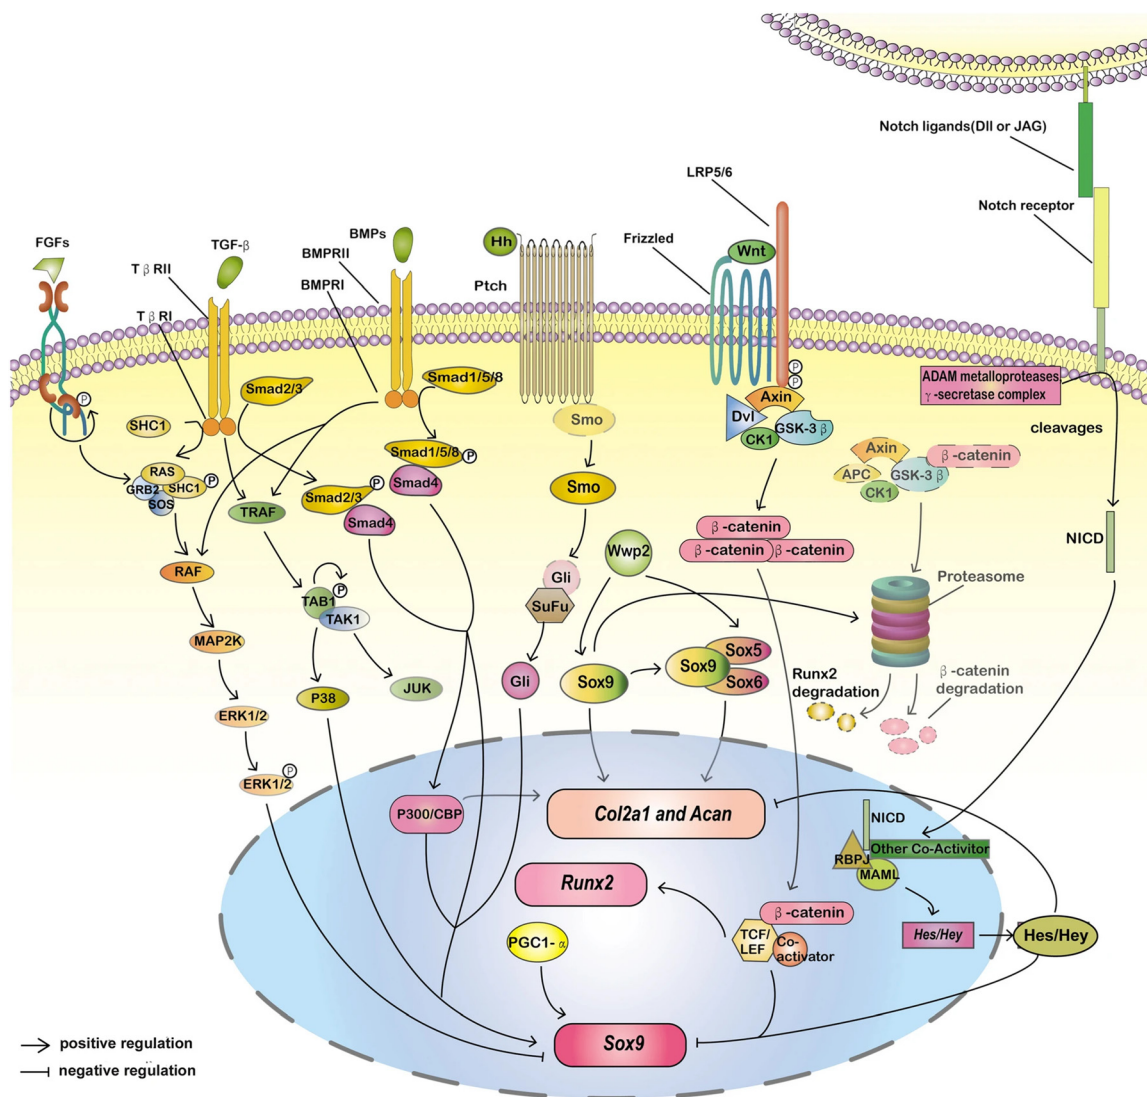 Notch ligands(Dll or JAG)
LRP5/6
Notch receptor
FGFs
TGF-β
BMPs
BMPRII
BMPRI
TβRII
TβRI
Hh
Ptch
Frizzled
Wnt
P
Smad2/3
Smad1/5/8
ADAM metalloproteases
γ-secretase complex
cleavages
SHC1
Smo
P
P
Axin
Dvl
GSK-3 β
CK1
Axin
β-catenin
APC
GSK-3 β
CK1
RAS
GRB2
SHC1
P
SOS
Smad1/5/8
P
Smad4
Smad2/3
P
Smad4
Smo
TRAF
β-catenin
β-catenin
β-catenin
Wwp2
NICD
RAF
Gli
SuFu
Proteasome
TAB1
P
TAK1
MAP2K
Sox5
Sox9
Sox6
Sox9
Gli
JUK
P38
Runx2
degradation
β-catenin
degradation
ERK1/2
ERK1/2
P
P300/CBP
Col2a1 and Acan
NICD
Other Co-Activitor
RBPJ
MAML
Runx2
β-catenin
TCF/
LEF
Co-
activator
PGC1-α
Hes/Hey
Hes/Hey
Sox9
positive regulation
negative regulation